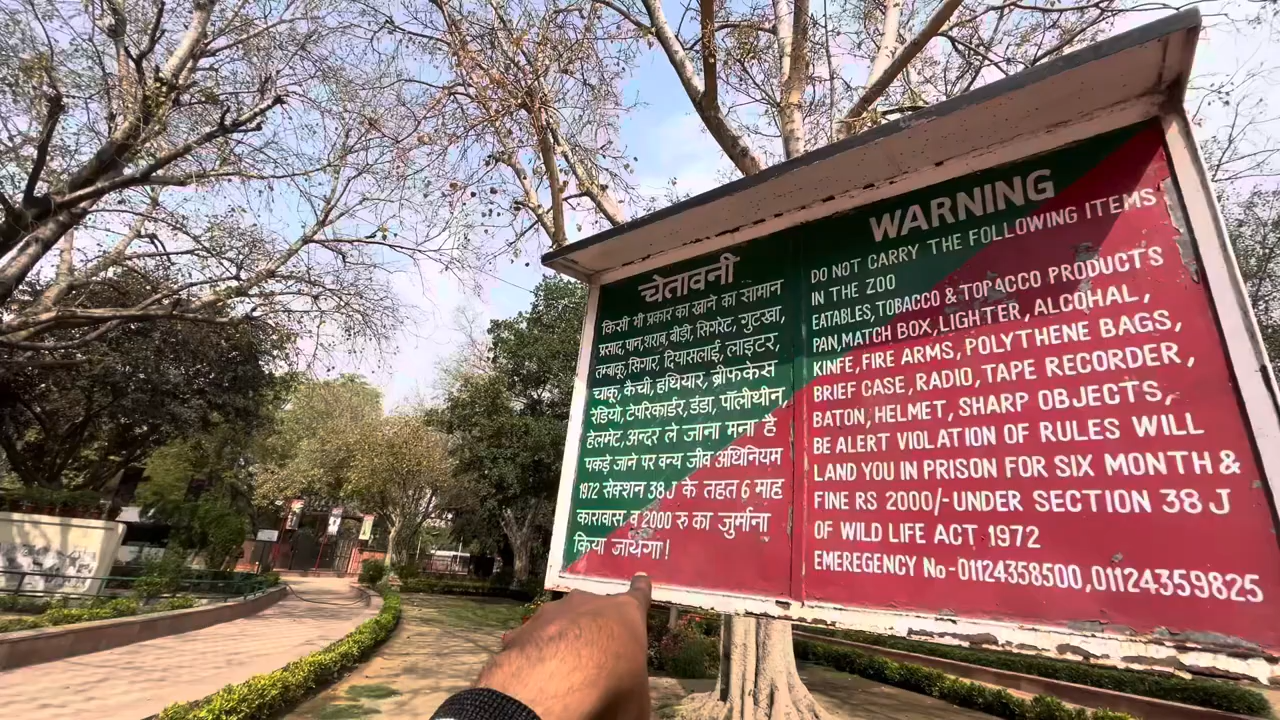 चेतावनी
किसी भी प्रकार का खाने का सामान
प्रसाद,पान,शराब,बीड़ी,सिगरेट,गुटखा,
तम्बाकू,सिगार,दियासलाई,लाइटर,
चाकू,कैची,हथियार,ब्रीफकेस
रेडियो,टेपरिकार्डर,डंडा,पॉलीथीन,
हेलमेट,अन्दर ले जाना मना है
पकड़े जाने पर वन्य जीव अधिनियम
1972 सेक्शन 38J के तहत 6 माह
कारावास व 2000 रु का जुर्माना
किया जायेगा!
WARNING
DO NOT CARRY THE FOLLOWING ITEMS
IN THE ZOO
EATABLES,TOBACCO & TOPACCO PRODUCTS
PAN,MATCH BOX,LIGHTER,ALCOHAL,
KINFE,FIRE ARMS,POLYTHENE BAGS,
BRIEF CASE,RADIO,TAPE RECORDER,
BATON,HELMET,SHARP OBJECTS,
BE ALERT VIOLATION OF RULES WILL
LAND YOU IN PRISON FOR SIX MONTH &
FINE RS 2000/-UNDER SECTION 38J
OF WILD LIFE ACT 1972
EMEREGENCY No-01124358500,01124359825